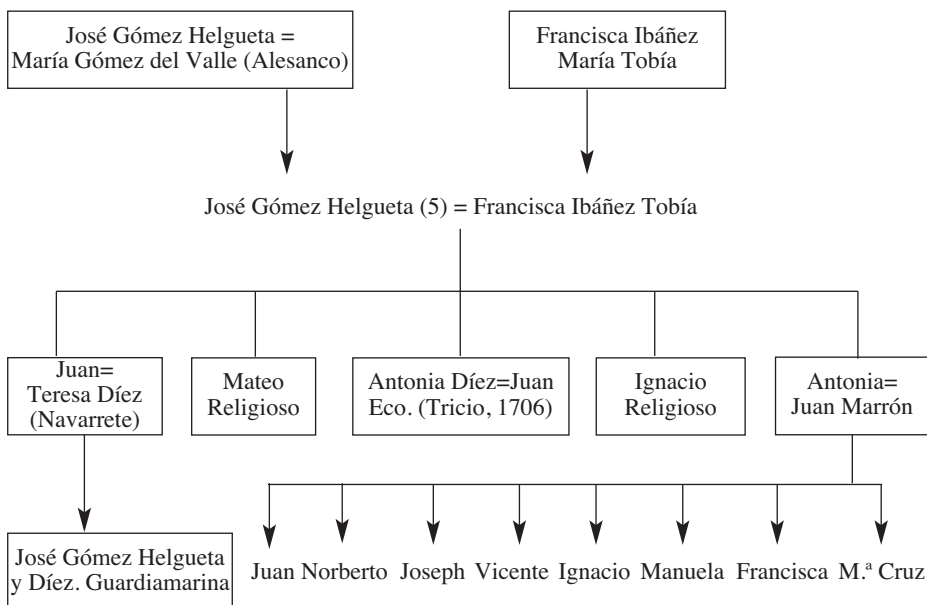 José Gómez Helgueta =
María Gómez del Valle (Alesanco)
Francisca Ibáñez
María Tobía
José Gómez Helgueta (5) = Francisca Ibáñez Tobía
Juan=
Teresa Díez
(Navarrete)
Mateo
Religioso
Antonia Díez=Juan
Eco. (Tricio, 1706)
Ignacio
Religioso
Antonia=
Juan Marrón
José Gómez Helgueta
y Díez. Guardiamarina
Juan Norberto Joseph Vicente Ignacio Manuela Francisca M.ª Cruz